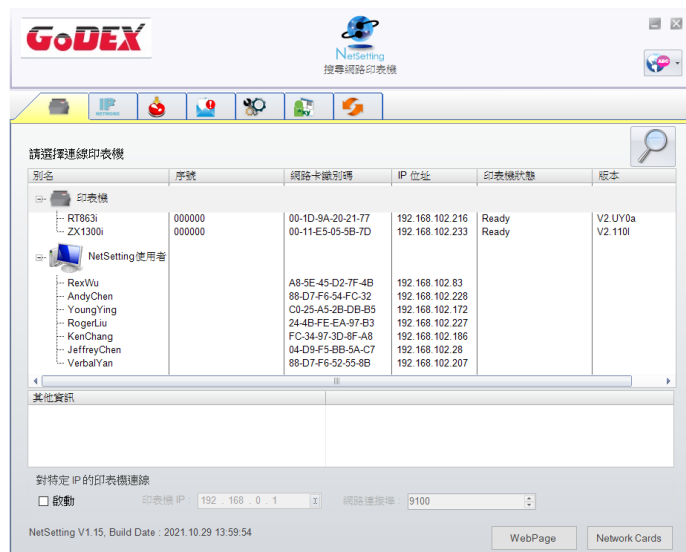 GoDEX
NetSetting
搜尋網路印表機
ABC
IP
NETWORK
xy
請選擇連線印表機
別名 序號 網路卡識別碼 IP 位址 印表機狀態 版本
印表機
RT863i 000000 00-1D-9A-20-21-77 192.168.102.216 Ready V2.UY0a
ZX1300i 000000 00-11-E5-05-5B-7D 192.168.102.233 Ready V2.110I
NetSetting使用者
RexWu A8-5E-45-D2-7F-4B 192.168.102.83
AndyChen 88-D7-F6-54-FC-32 192.168.102.228
YoungYing C0-25-A5-2B-DB-B5 192.168.102.172
RogerLiu 24-4B-FE-EA-97-B3 192.168.102.227
KenChang FC-34-97-3D-8F-A8 192.168.102.186
JeffreyChen 04-D9-F5-BB-5A-C7 192.168.102.28
VerbalYan 88-D7-F6-52-55-8B 192.168.102.207
其他資訊
對特定 IP 的印表機連線
啟動 印表機 IP : 192 . 168 . 0 . 1 網路連接埠 : 9100
NetSetting V1.15, Build Date : 2021.10.29 13:59:54
WebPage Network Cards